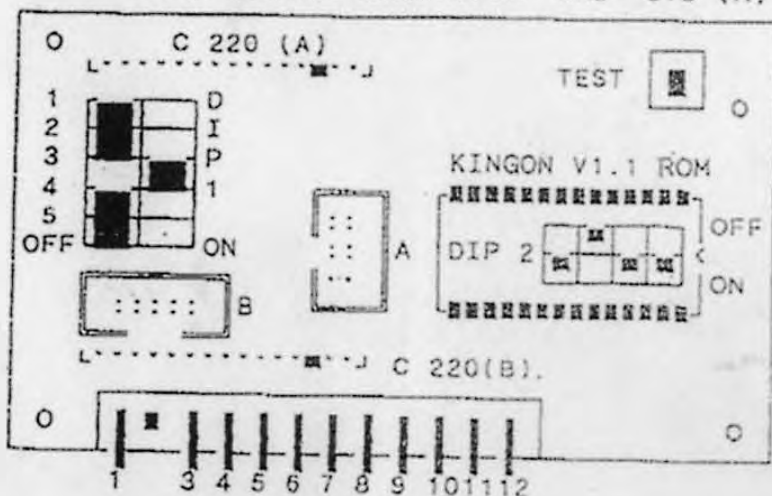 C 220 (A)
TEST
1 D
2 I
3 P
4 1
5
OFF ON
KINGON V1.1 ROM
OFF
A DIP 2
ON
B
C 220(B).
1 3 4 5 6 7 8 9 10 11 12